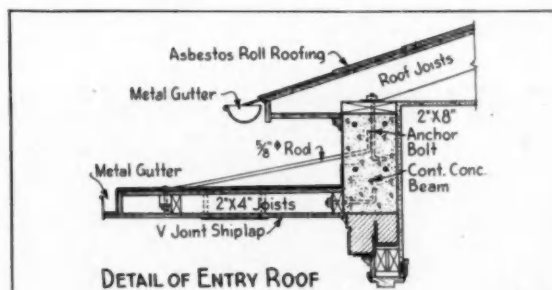 Asbestos Roll Roofing
Roof Joists
Metal Gutter
2"X8"
Anchor
Bolt
5/8"ϕ Rod
Cont. Conc.
Beam
Metal Gutter
2"X4" Joists
V Joint Shiplap
DETAIL OF ENTRY ROOF